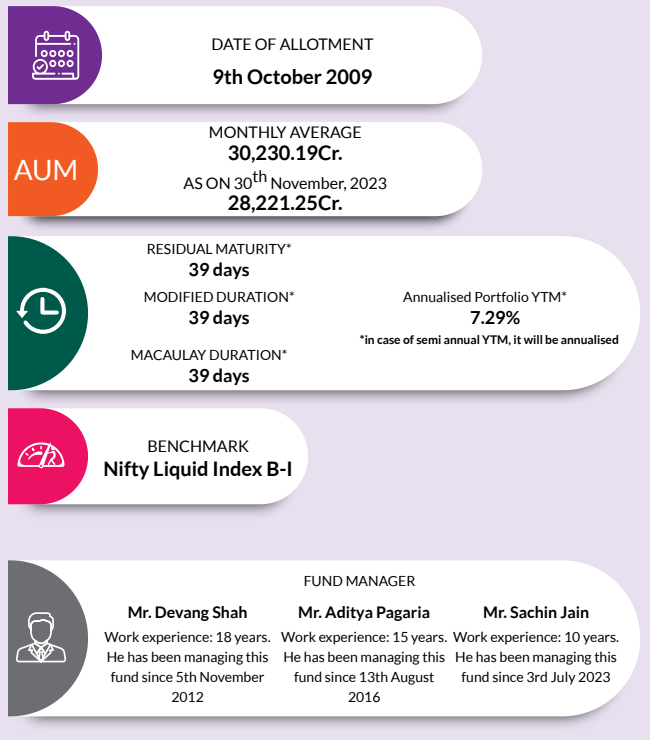 DATE OF ALLOTMENT
9th October 2009
AUM
MONTHLY AVERAGE
30,230.19Cr.
AS ON 30th November, 2023
28,221.25Cr.
RESIDUAL MATURITY*
39 days
MODIFIED DURATION*
39 days
MACAULAY DURATION*
39 days
Annualised Portfolio YTM*
7.29%
*in case of semi annual YTM, it will be annualised
BENCHMARK
Nifty Liquid Index B-I
FUND MANAGER
Mr. Devang Shah
Work experience: 18 years.
He has been managing this
fund since 5th November
2012
Mr. Aditya Pagaria
Work experience: 15 years.
He has been managing this
fund since 13th August
2016
Mr. Sachin Jain
Work experience: 10 years.
He has been managing this
fund since 3rd July 2023